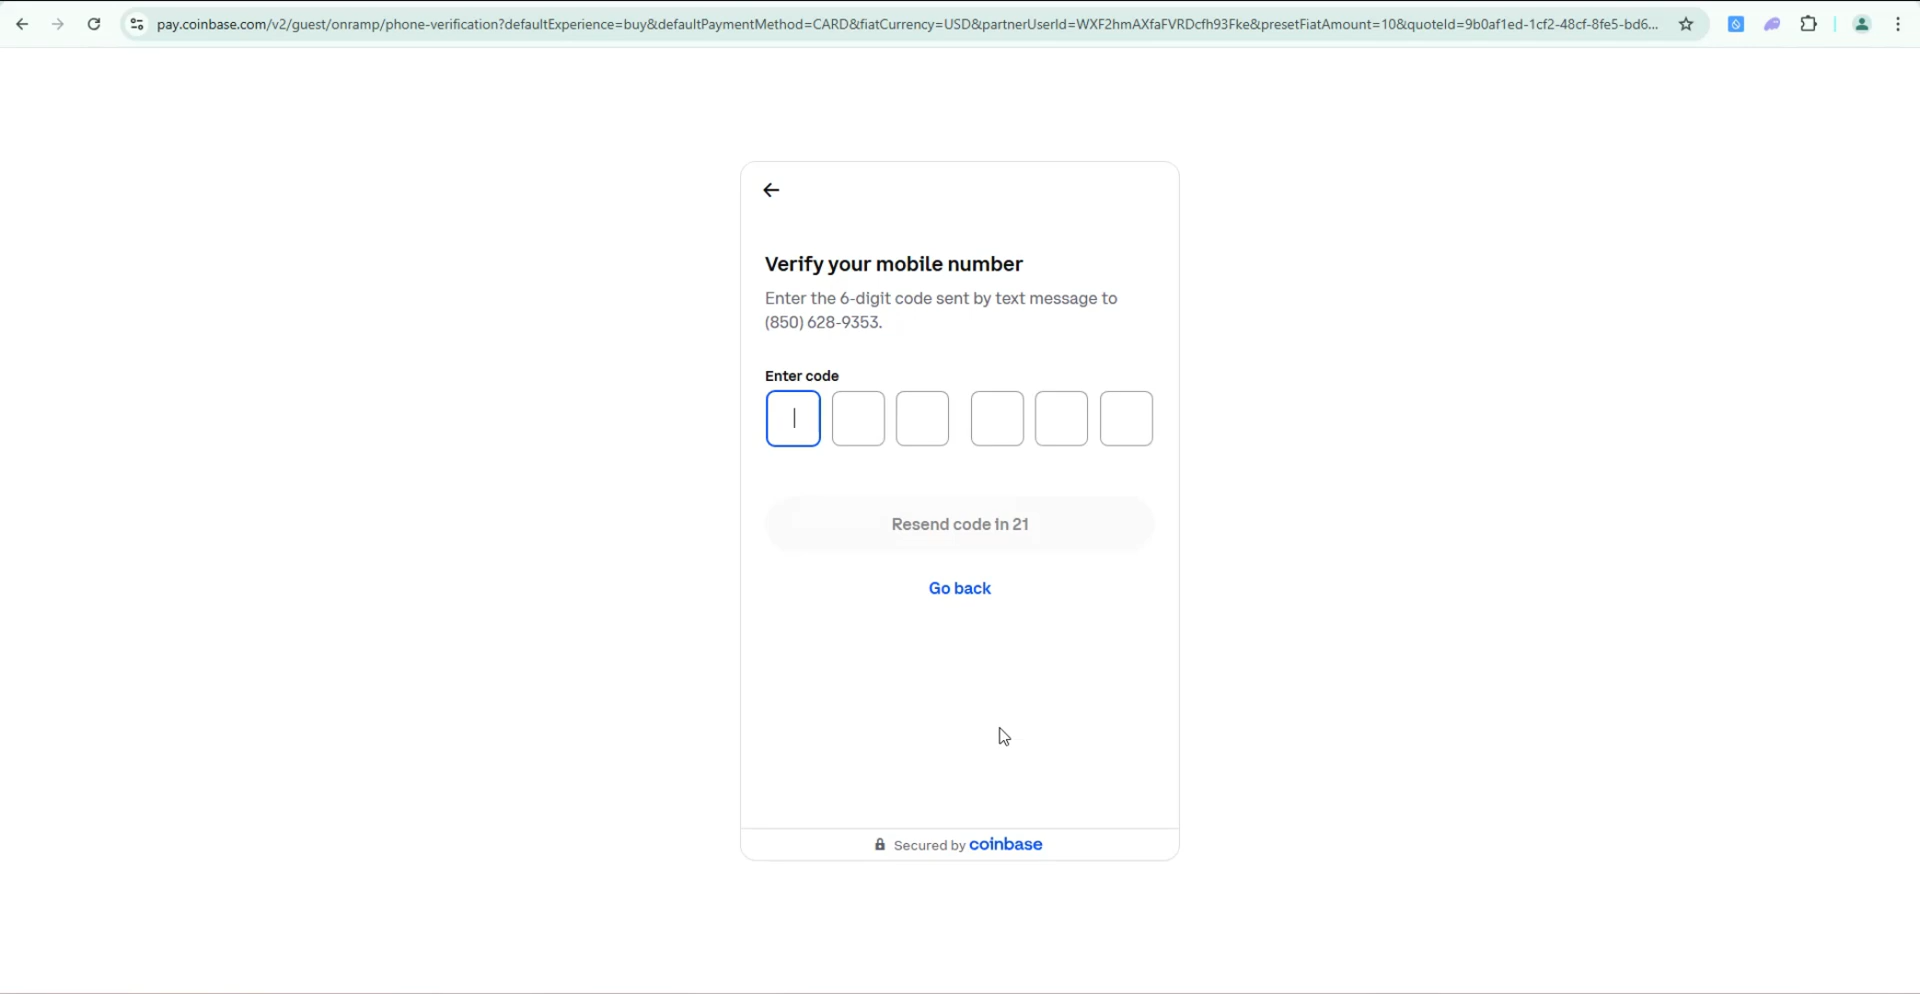 pay.coinbase.com/v2/guest/onramp/phone-verification?defaultExperience=buy&defaultPaymentMethod=CARD&fiatCurrency=USD&partnerUserId=WXF2hmAXfaFVRDcfh93Fke&presetFiatAmount=10&quoteId=9b0af1ed-1cf2-48cf-8fe5-bd6...
Verify your mobile number
Enter the 6-digit code sent by text message to
(850) 628-9353.
Enter code
Resend code in 21
Go back
Secured by coinbase